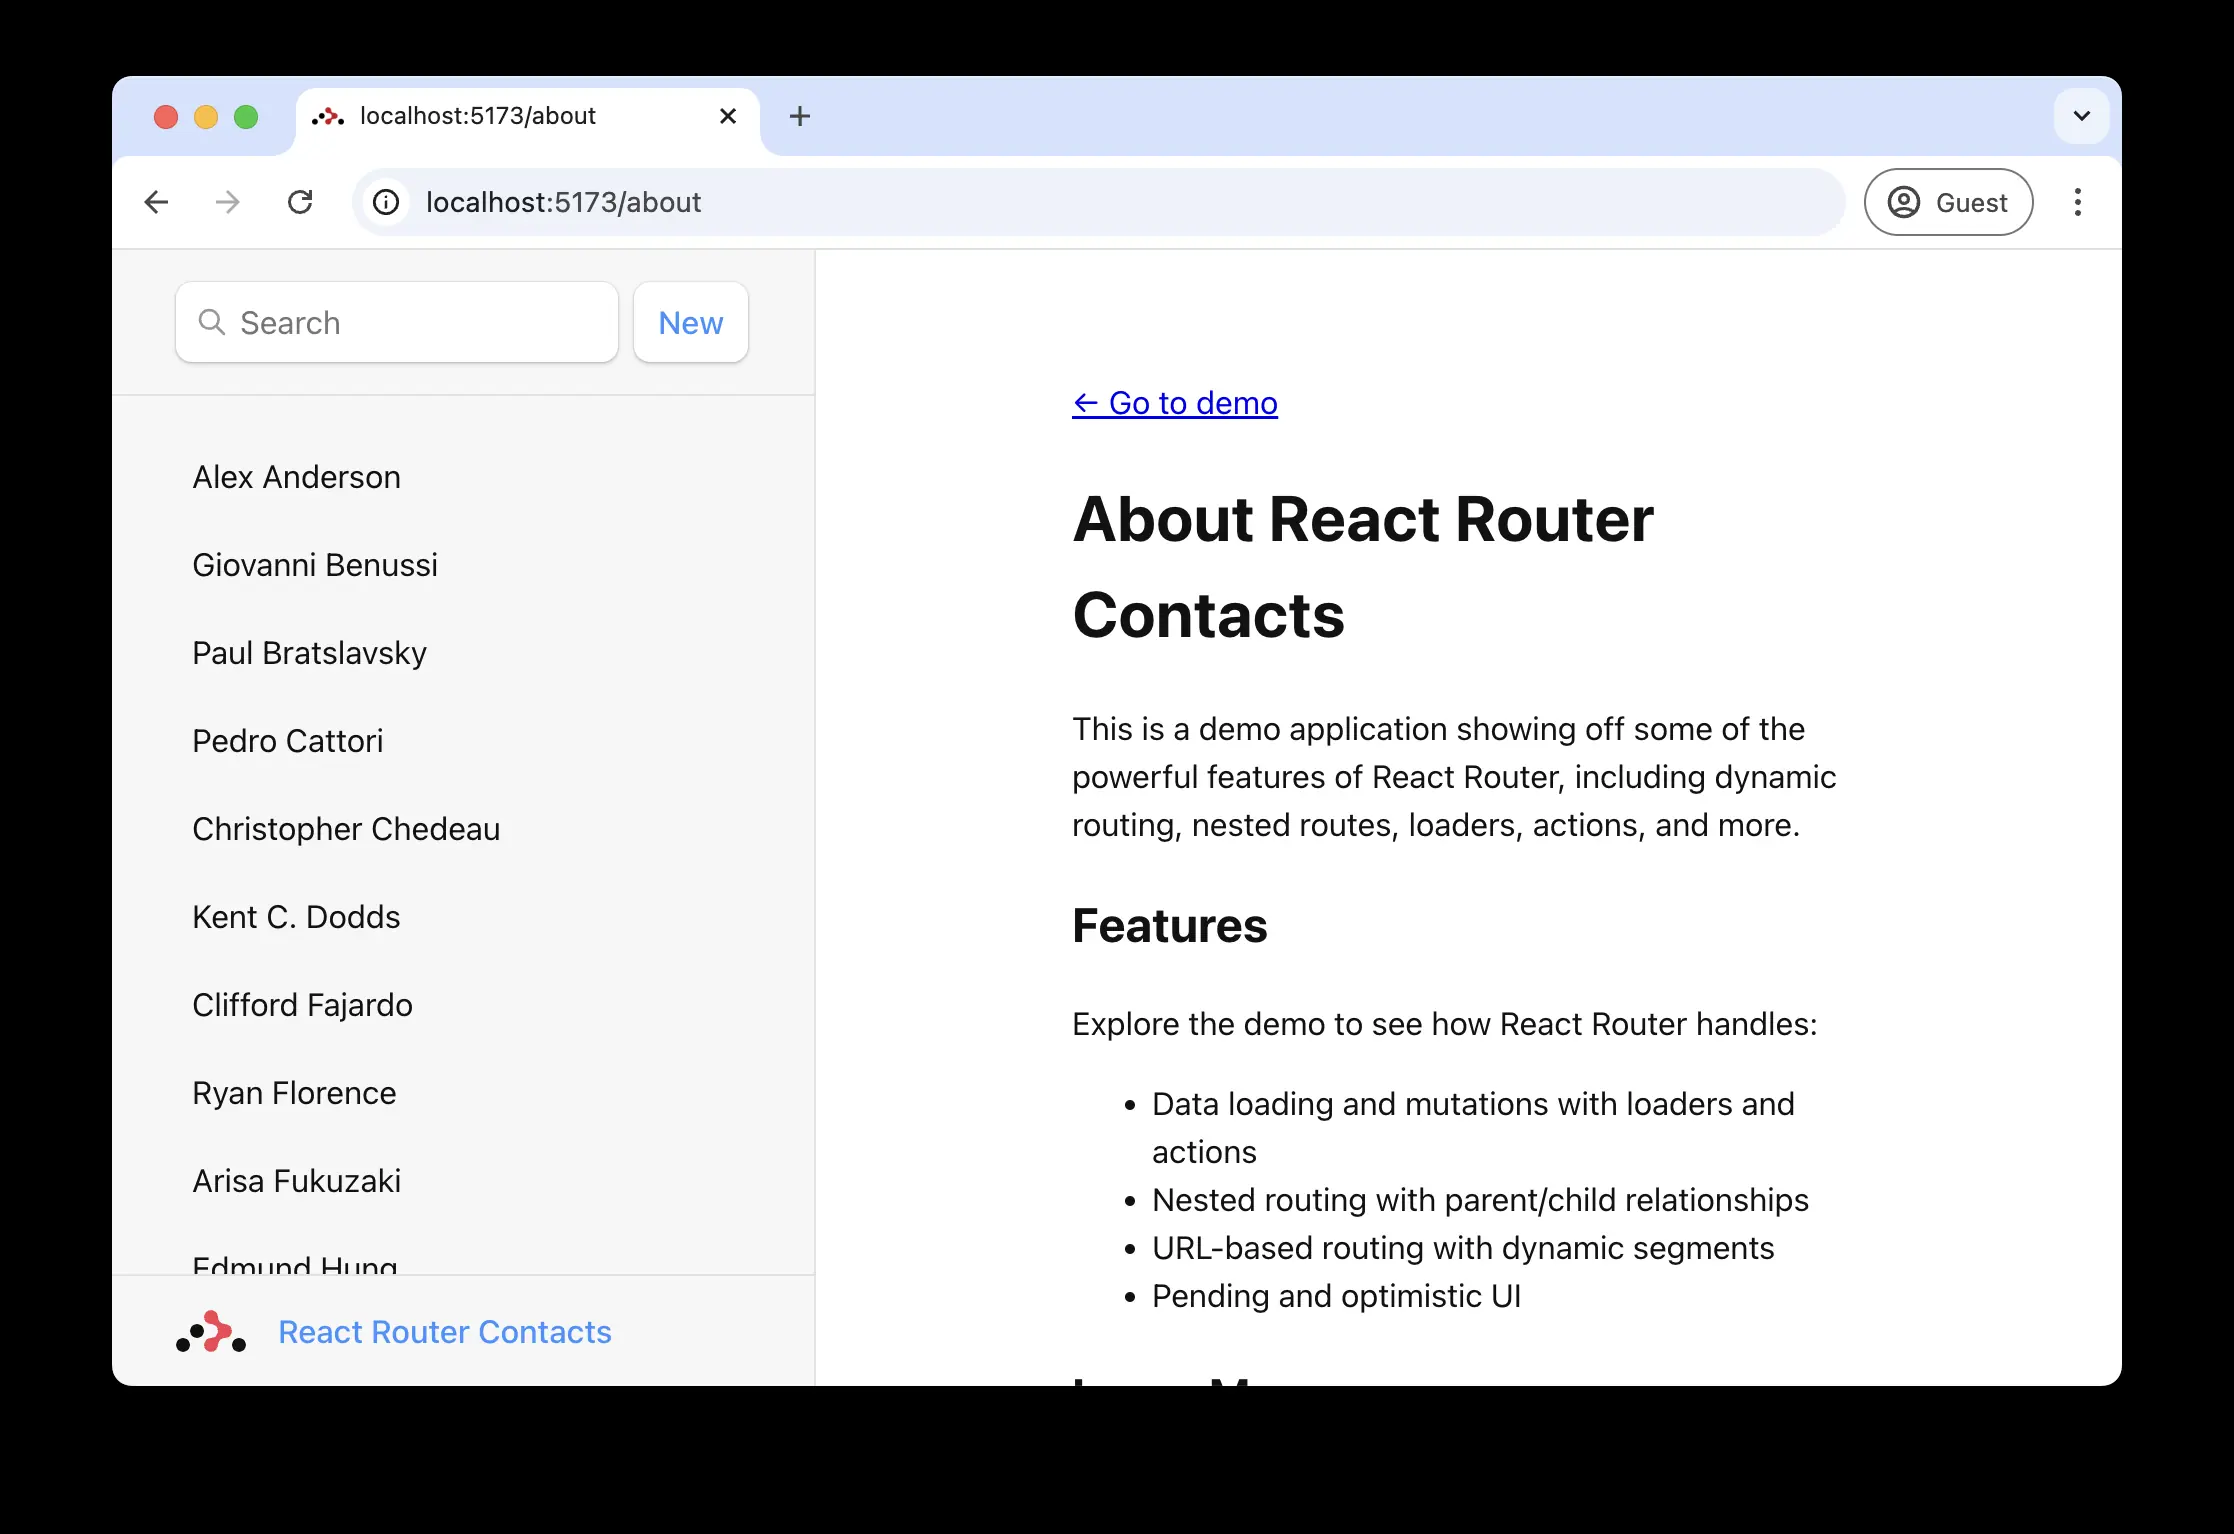 localhost:5173/about
localhost:5173/about
Guest
Search
New
Alex Anderson
Giovanni Benussi
Paul Bratslavsky
Pedro Cattori
Christopher Chedeau
Kent C. Dodds
Clifford Fajardo
Ryan Florence
Arisa Fukuzaki
Edmund Hung
React Router Contacts
← Go to demo
About React Router
Contacts
This is a demo application showing off some of the
powerful features of React Router, including dynamic
routing, nested routes, loaders, actions, and more.
Features
Explore the demo to see how React Router handles:
• Data loading and mutations with loaders and
actions
• Nested routing with parent/child relationships
• URL-based routing with dynamic segments
• Pending and optimistic UI